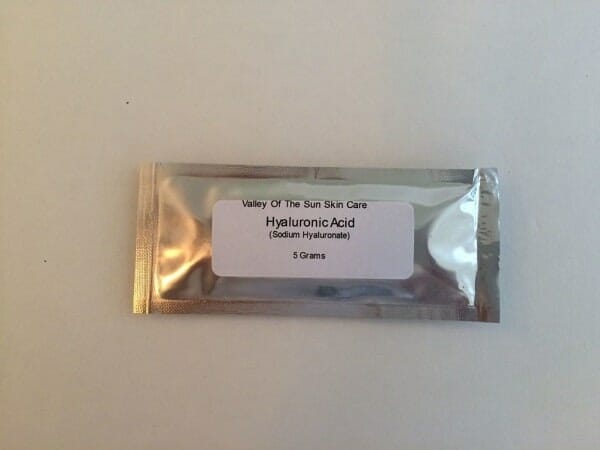 Valley Of The Sun Skin Care
Hyaluronic Acid
(Sodium Hyaluronate)
5 Grams